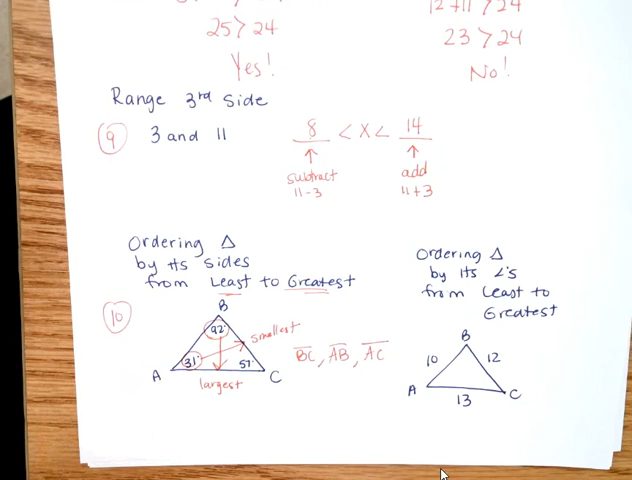 25 > 24
Yes!
12 + 11 > 24
23 > 24
No!
Range 3rd side
9 3 and 11
8 < X < 14
↑ ↑
subtract add
11-3 11+3
Ordering △
by its sides
from Least to Greatest
10
B
92°
31°
57°
A
C
smallest
largest
BC, AB, AC
Ordering △
by its ∠'s
from Least to
Greatest
B
10 12
A C
13